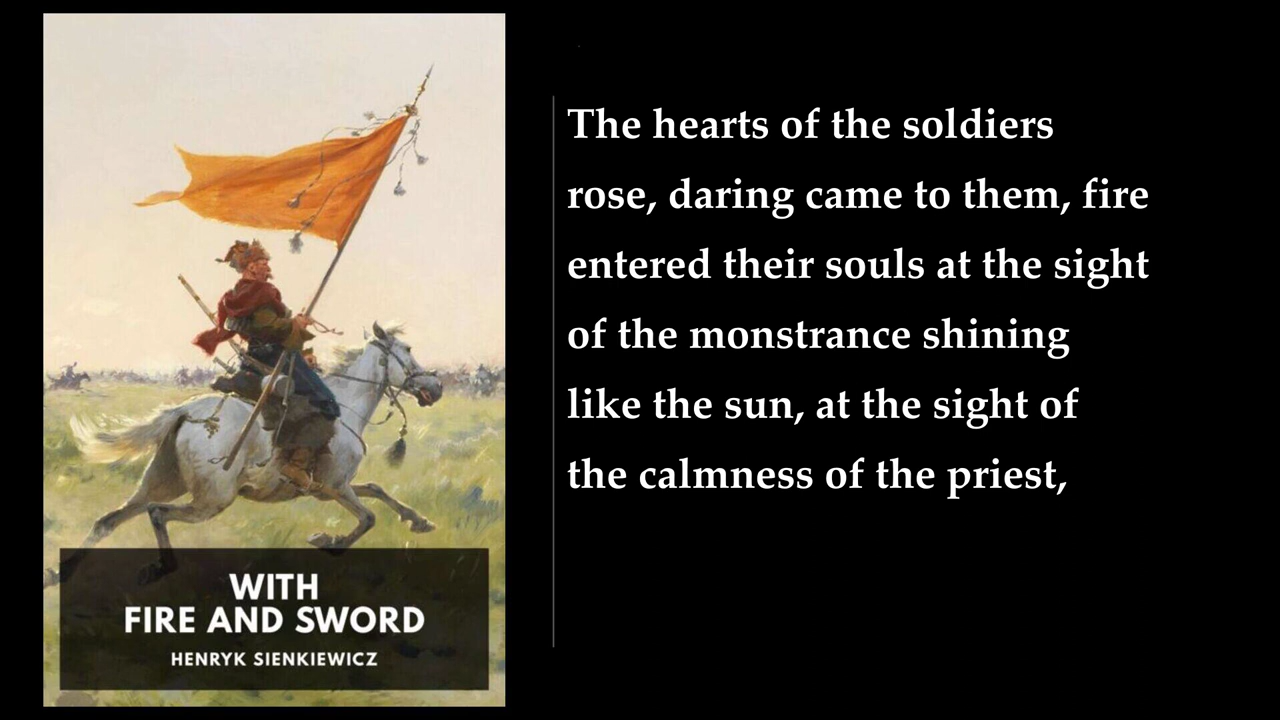 The hearts of the soldiers
rose, daring came to them, fire
entered their souls at the sight
of the monstrance shining
like the sun, at the sight of
the calmness of the priest,
WITH
FIRE AND SWORD
HENRYK SIENKIEWICZ